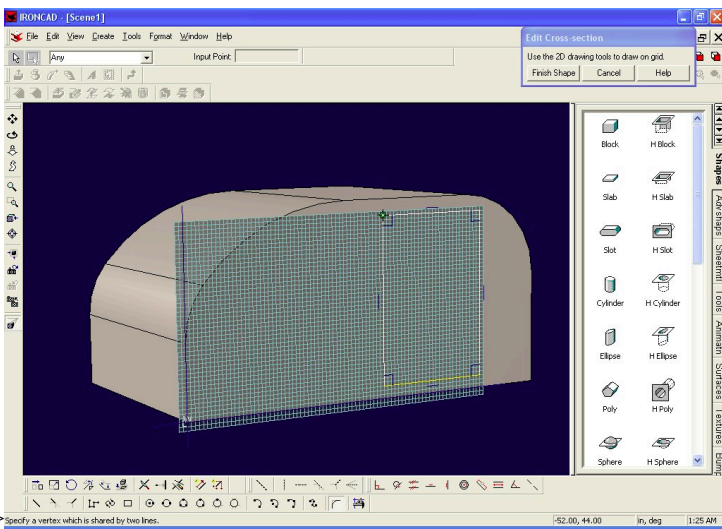 IRONCAD - [Scene1]
File Edit View Create Tools Format Window Help
Any
Input Point:
Edit Cross-section
Use the 2D drawing tools to draw on grid.
Finish Shape Cancel Help
Block H Block
Slab H Slab
Slot H Slot
Cylinder H Cylinder
Ellipse H Ellipse
Poly H Poly
Sphere H Sphere
Shapes
Adv shaps
Sheetmtl
Tools
Animatn
Surfaces
Textures
Bump
Specify a vertex which is shared by two lines.
-52.00, 44.00
in, deg
1:25 AM